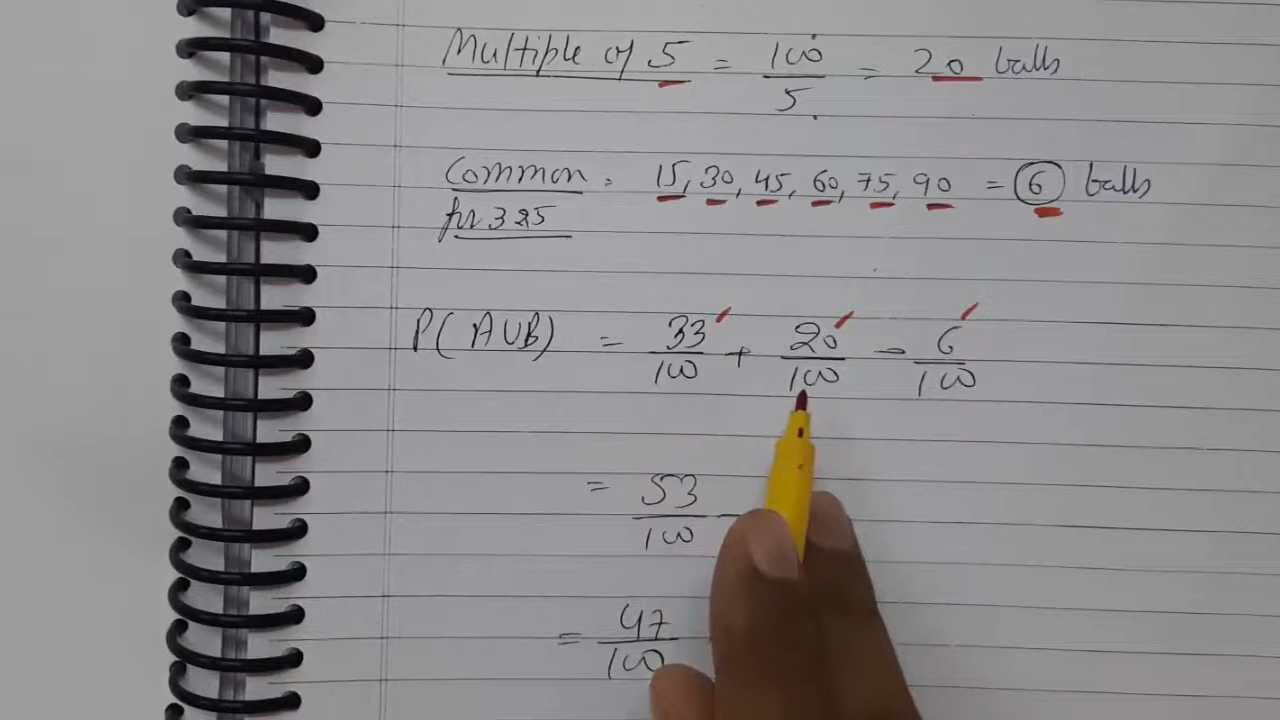 Multiple of 5 = 100/5 = 20 balls
Common = 15, 30, 45, 60, 75, 90 = 6 balls
for 3 & 5
P(AUB) = 33/100 + 20/100 - 6/100
= 53/100 -
= 47/100